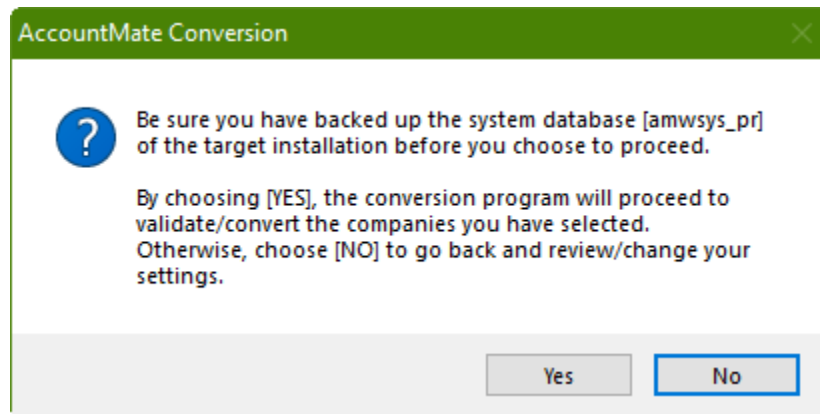 AccountMate Conversion
Be sure you have backed up the system database [amwsys_pr]
of the target installation before you choose to proceed.
By choosing [YES], the conversion program will proceed to
validate/convert the companies you have selected.
Otherwise, choose [NO] to go back and review/change your
settings.
Yes
No